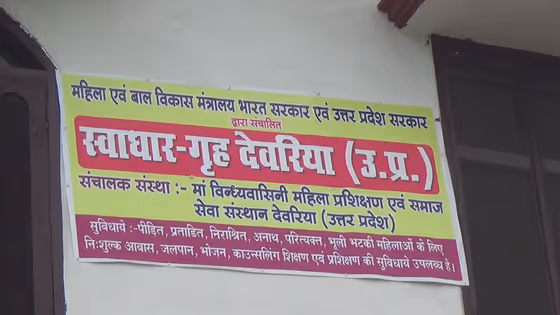 महिला एवं बाल विकास मंत्रालय भारत सरकार एवं उत्तर प्रदेश सरकार
द्वारा संचालित
स्वाधार-गृह देवरिया (उ.प्र.)
संचालक संस्था :- मां विन्ध्यवासिनी महिला प्रशिक्षण एवं समाज
सेवा संस्थान देवरिया (उत्तर प्रदेश)
सुविधाये :-पीड़ित, प्रताड़ित, निराश्रित, अनाथ, परित्यक्त, भूली भटकी महिलाओं के लिए
नि:शुल्क आवास, जलपान, भोजन, काउन्सलिंग शिक्षण एवं प्रशिक्षण की सुविधाये उपलब्ध है।